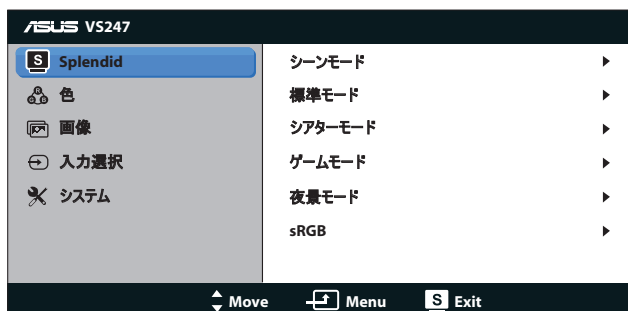 ASUS VS247
S Splendid
色
画像
入力選択
システム
シーンモード
標準モード
シアターモード
ゲームモード
夜景モード
sRGB
Move Menu S Exit